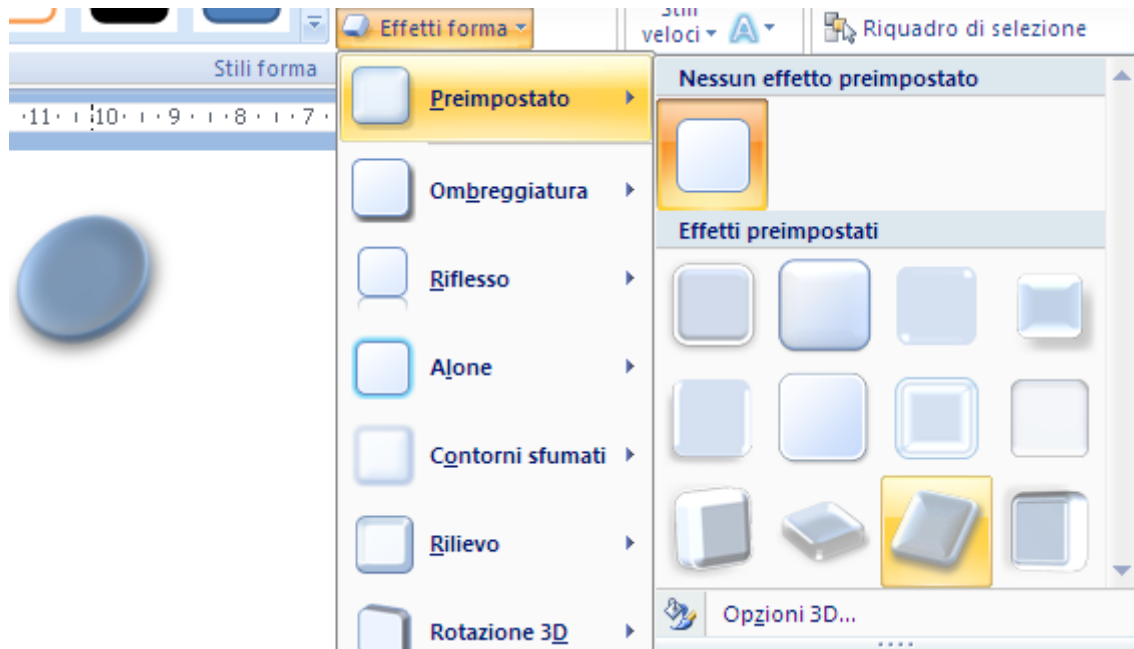 Effetti forma
Stili
veloci
Riquadro di selezione
Stili forma
11 10 9 8 7
Preimpostato
Ombreggiatura
Riflesso
Alone
Contorni sfumati
Rilievo
Rotazione 3D
Nessun effetto preimpostato
Effetti preimpostati
Opzioni 3D...